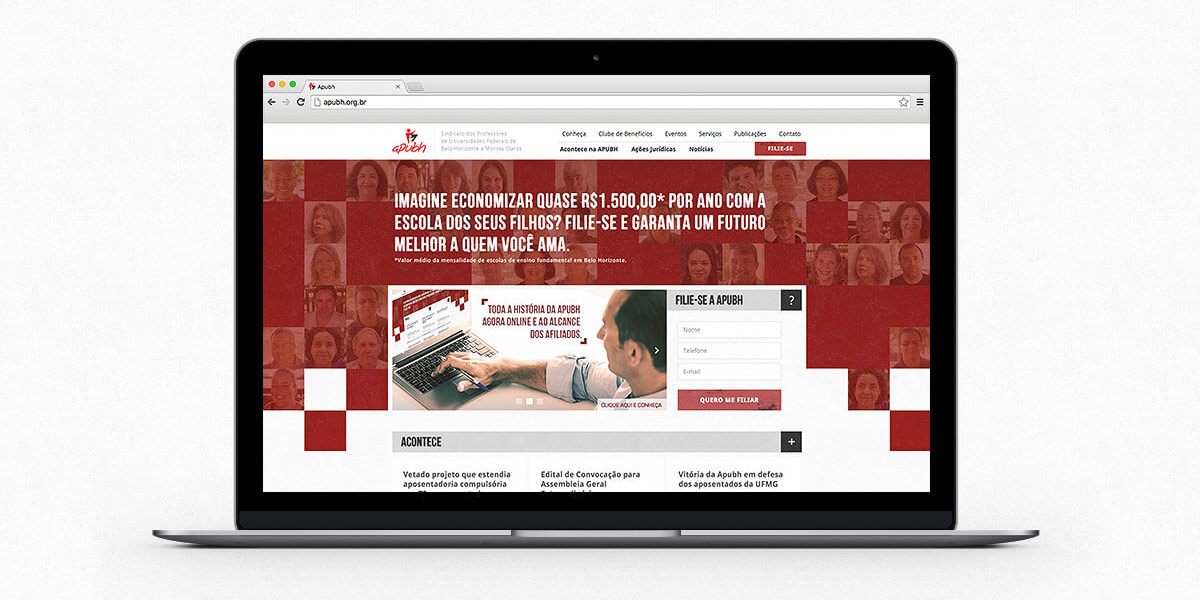 Apubh
apubh.org.br
apubh
Sindicato dos Professores
de Universidades Federais de
Belo Horizonte e Montes Claros
Conheça Clube de Benefícios Eventos Serviços Publicações Contato
Acontece na APUBH Ações Jurídicas Notícias FILIE-SE
IMAGINE ECONOMIZAR QUASE R$1.500,00* POR ANO COM A
ESCOLA DOS SEUS FILHOS? FILIE-SE E GARANTA UM FUTURO
MELHOR A QUEM VOCÊ AMA.
*Valor médio da mensalidade de escolas de ensino fundamental em Belo Horizonte.
TODA A HISTÓRIA DA APUBH
AGORA ONLINE E AO ALCANCE
DOS AFILIADOS.
CLIQUE AQUI E CONHEÇA
FILIE-SE A APUBH ?
Nome
Telefone
E-mail
QUERO ME FILIAR
ACONTECE +
Vetado projeto que estendia
aposentadoria compulsória
Edital de Convocação para
Assembleia Geral
Vitória da Apubh em defesa
dos aposentados da UFMG